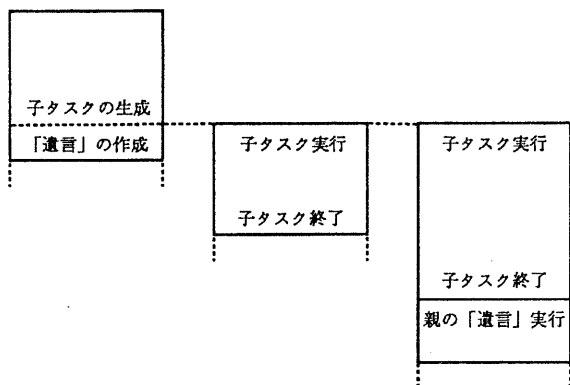 子タスクの生成
「遺言」の作成
子タスク実行
子タスク終了
子タスク実行
子タスク終了
親の「遺言」実行